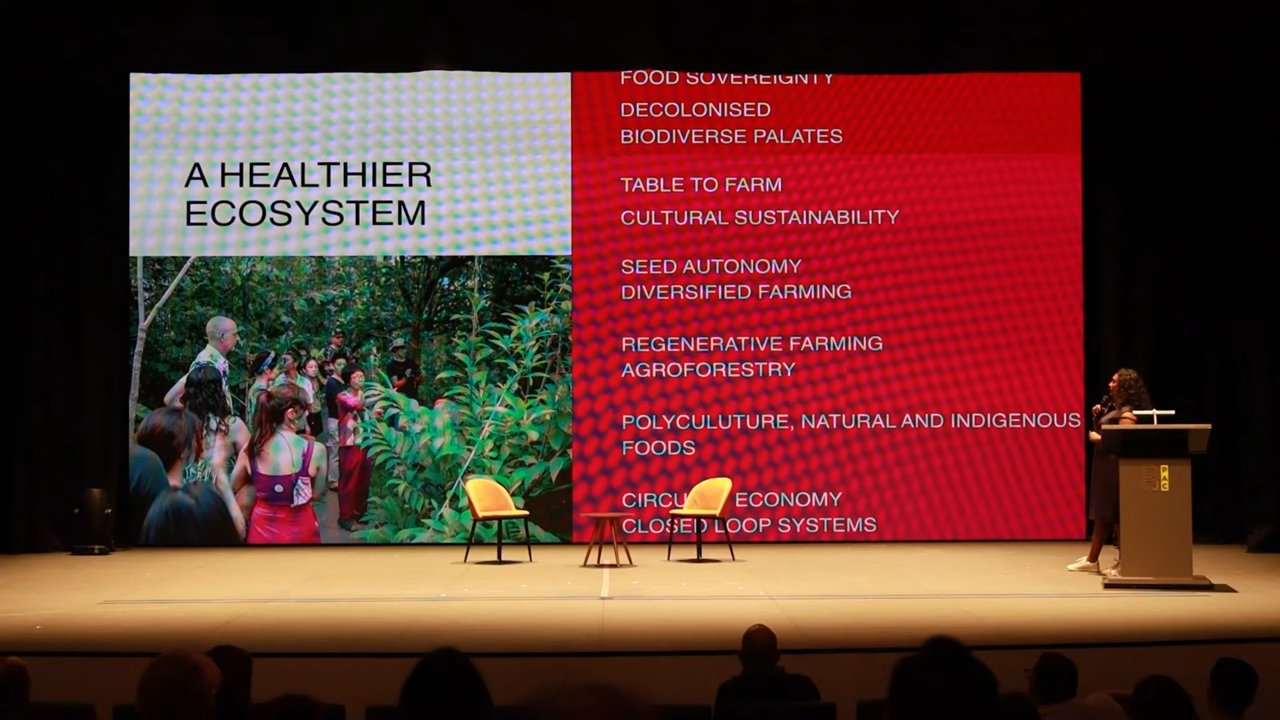 A HEALTHIER
ECOSYSTEM
FOOD SOVEREIGNTY
DECOLONISED
BIODIVERSE PALATES
TABLE TO FARM
CULTURAL SUSTAINABILITY
SEED AUTONOMY
DIVERSIFIED FARMING
REGENERATIVE FARMING
AGROFORESTRY
POLYCULUTURE, NATURAL AND INDIGENOUS
FOODS
ECONOMY
CLOSED LOOP SYSTEMS
PAC